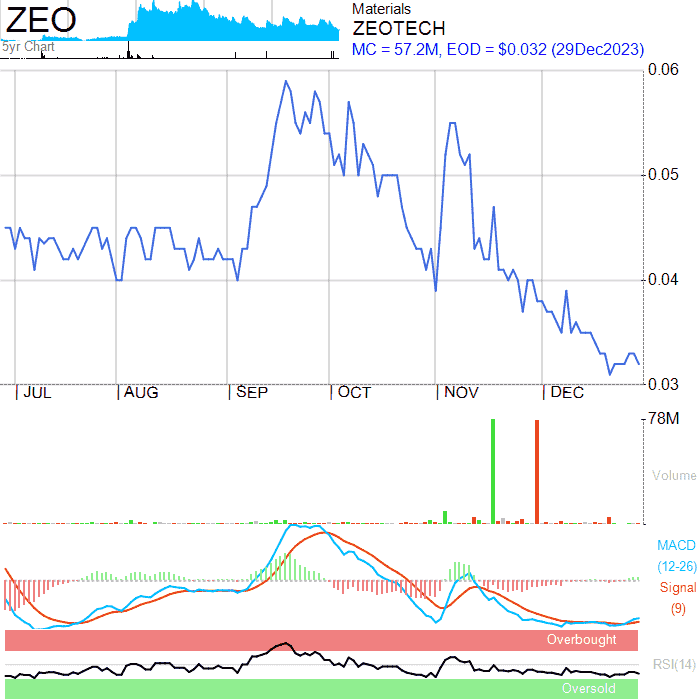 ZEO
5yr Chart
Materials
ZEOTECH
MC = 57.2M, EOD = $0.032 (29Dec2023)
0.06
0.05
0.04
0.03
JUL AUG SEP OCT NOV DEC
78M
Volume
MACD
(12-26)
Signal
(9)
Overbought
RSI(14)
Oversold